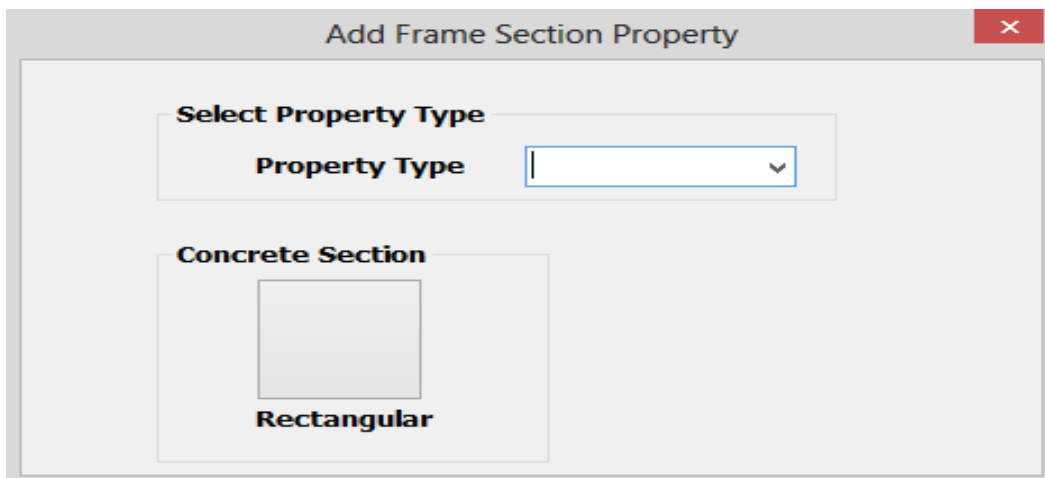 Add Frame Section Property
Select Property Type
Property Type
Concrete Section
Rectangular